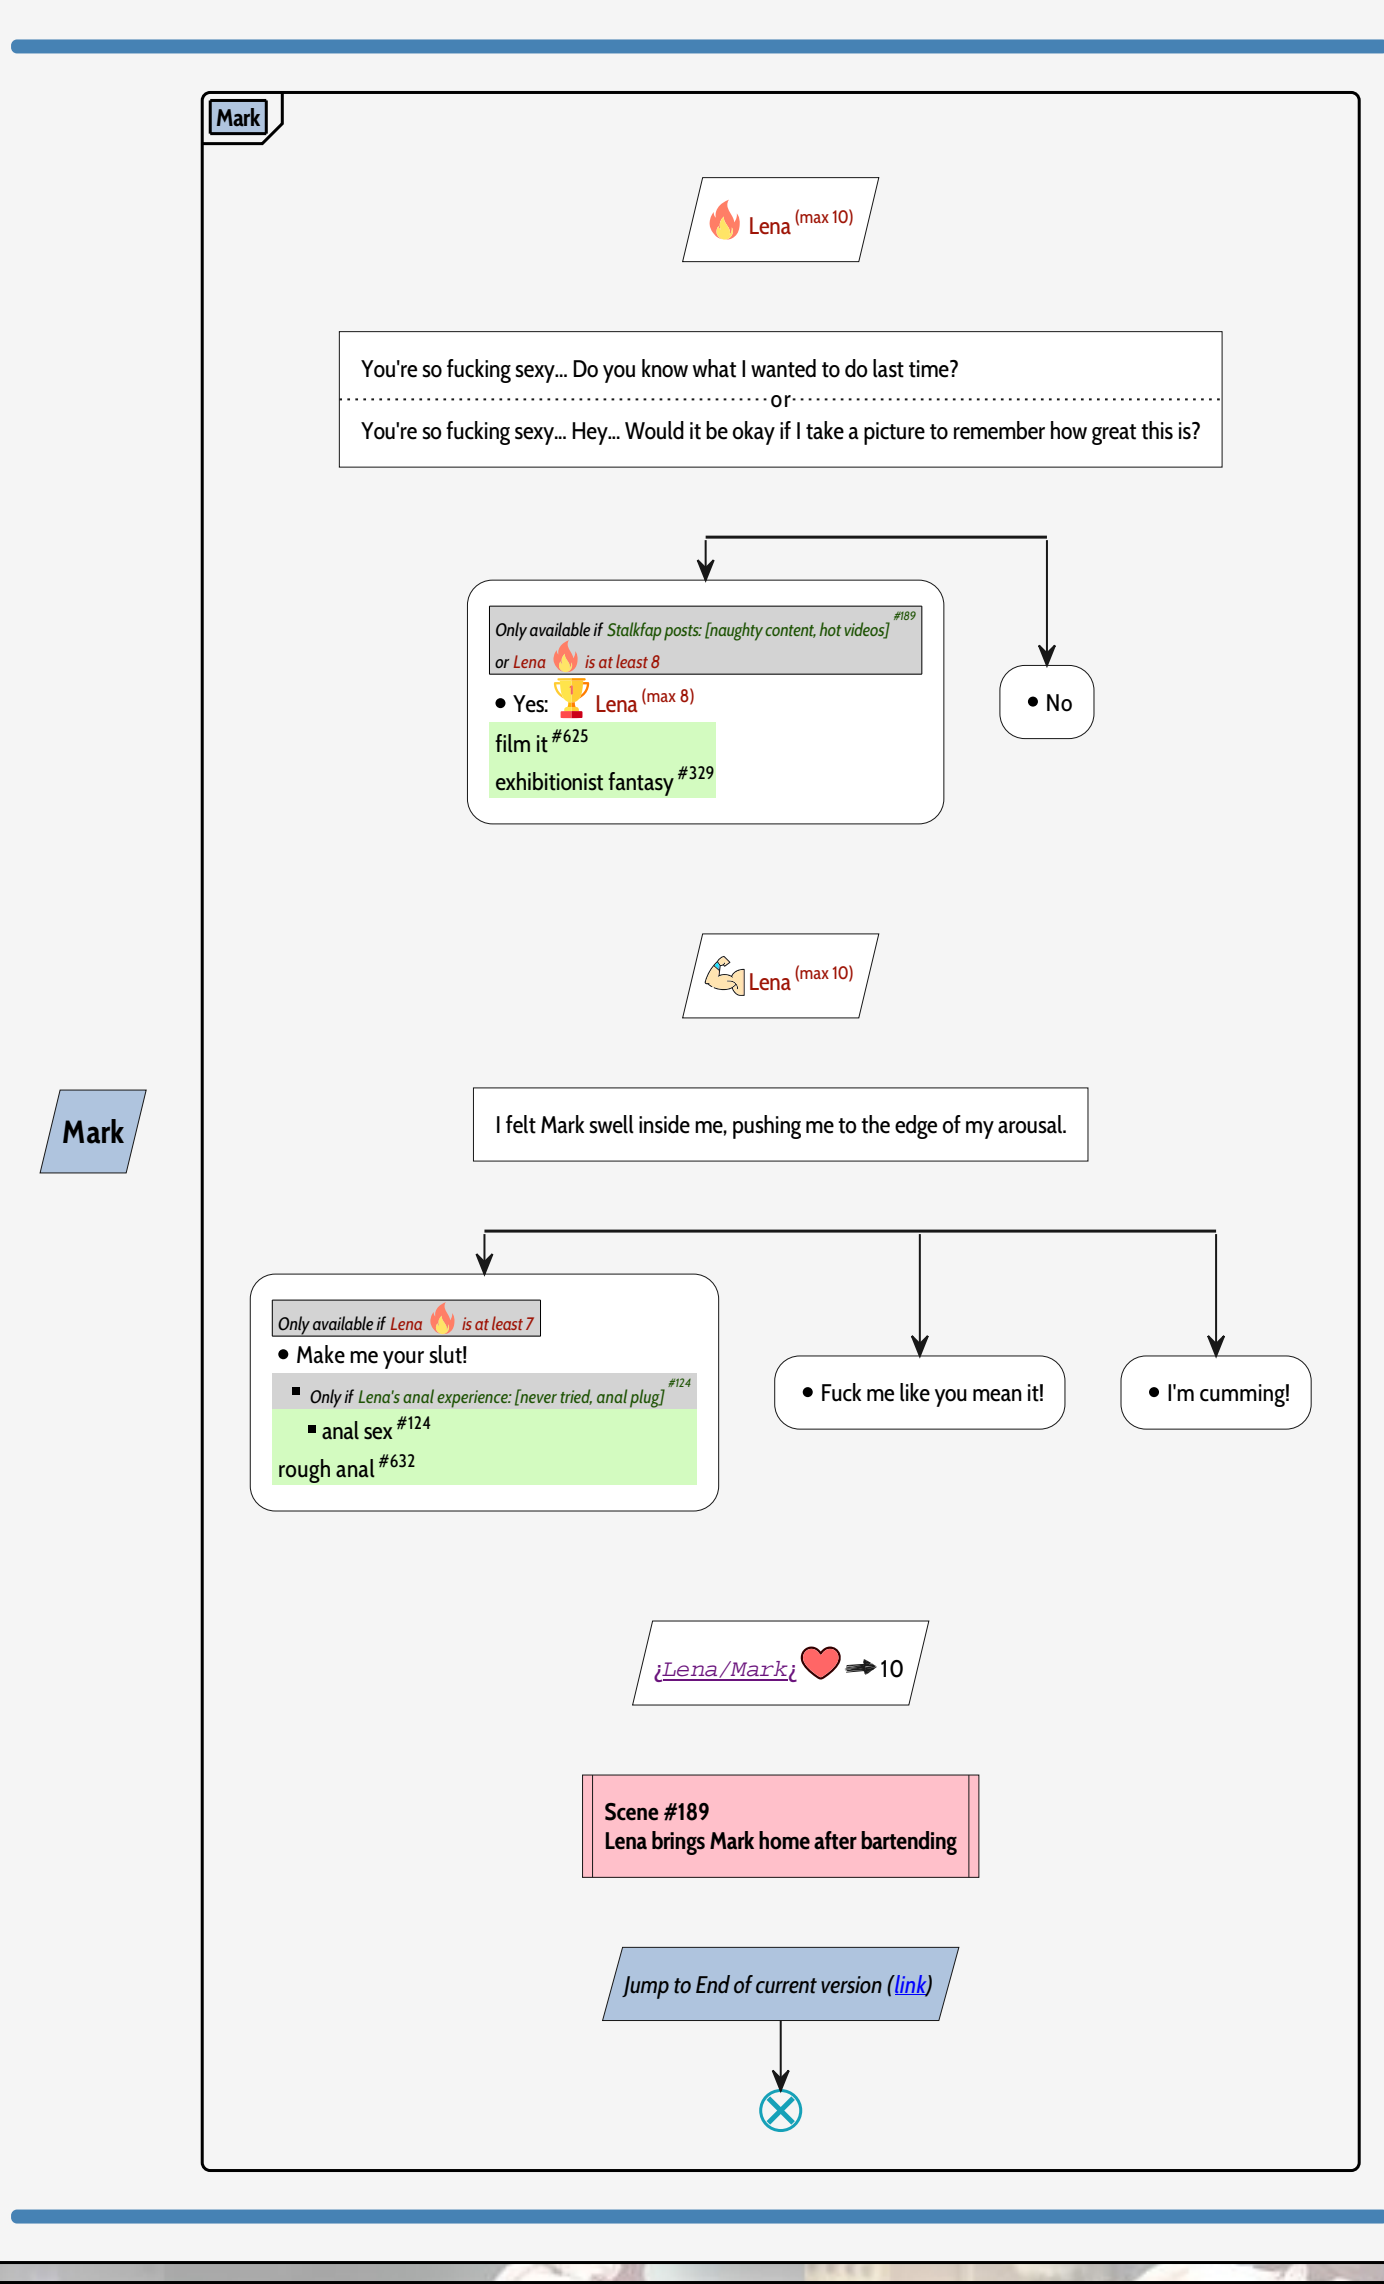 Mark
Lena (max 10)
You're so fucking sexy... Do you know what I wanted to do last time?
or
You're so fucking sexy... Hey... Would it be okay if I take a picture to remember how great this is?
Only available if Stalkfap posts: [naughty content, hot videos] #189
or Lena is at least 8
• Yes: 1 Lena (max 8)
film it #625
exhibitionist fantasy #329
• No
Lena (max 10)
Mark
I felt Mark swell inside me, pushing me to the edge of my arousal.
Only available if Lena is at least 7
• Make me your slut!
▪ Only if Lena's anal experience: [never tried, anal plug] #124
▪ anal sex #124
rough anal #632
• Fuck me like you mean it!
• I'm cumming!
¿Lena/Mark¿ 10
Scene #189
Lena brings Mark home after bartending
Jump to End of current version (link)